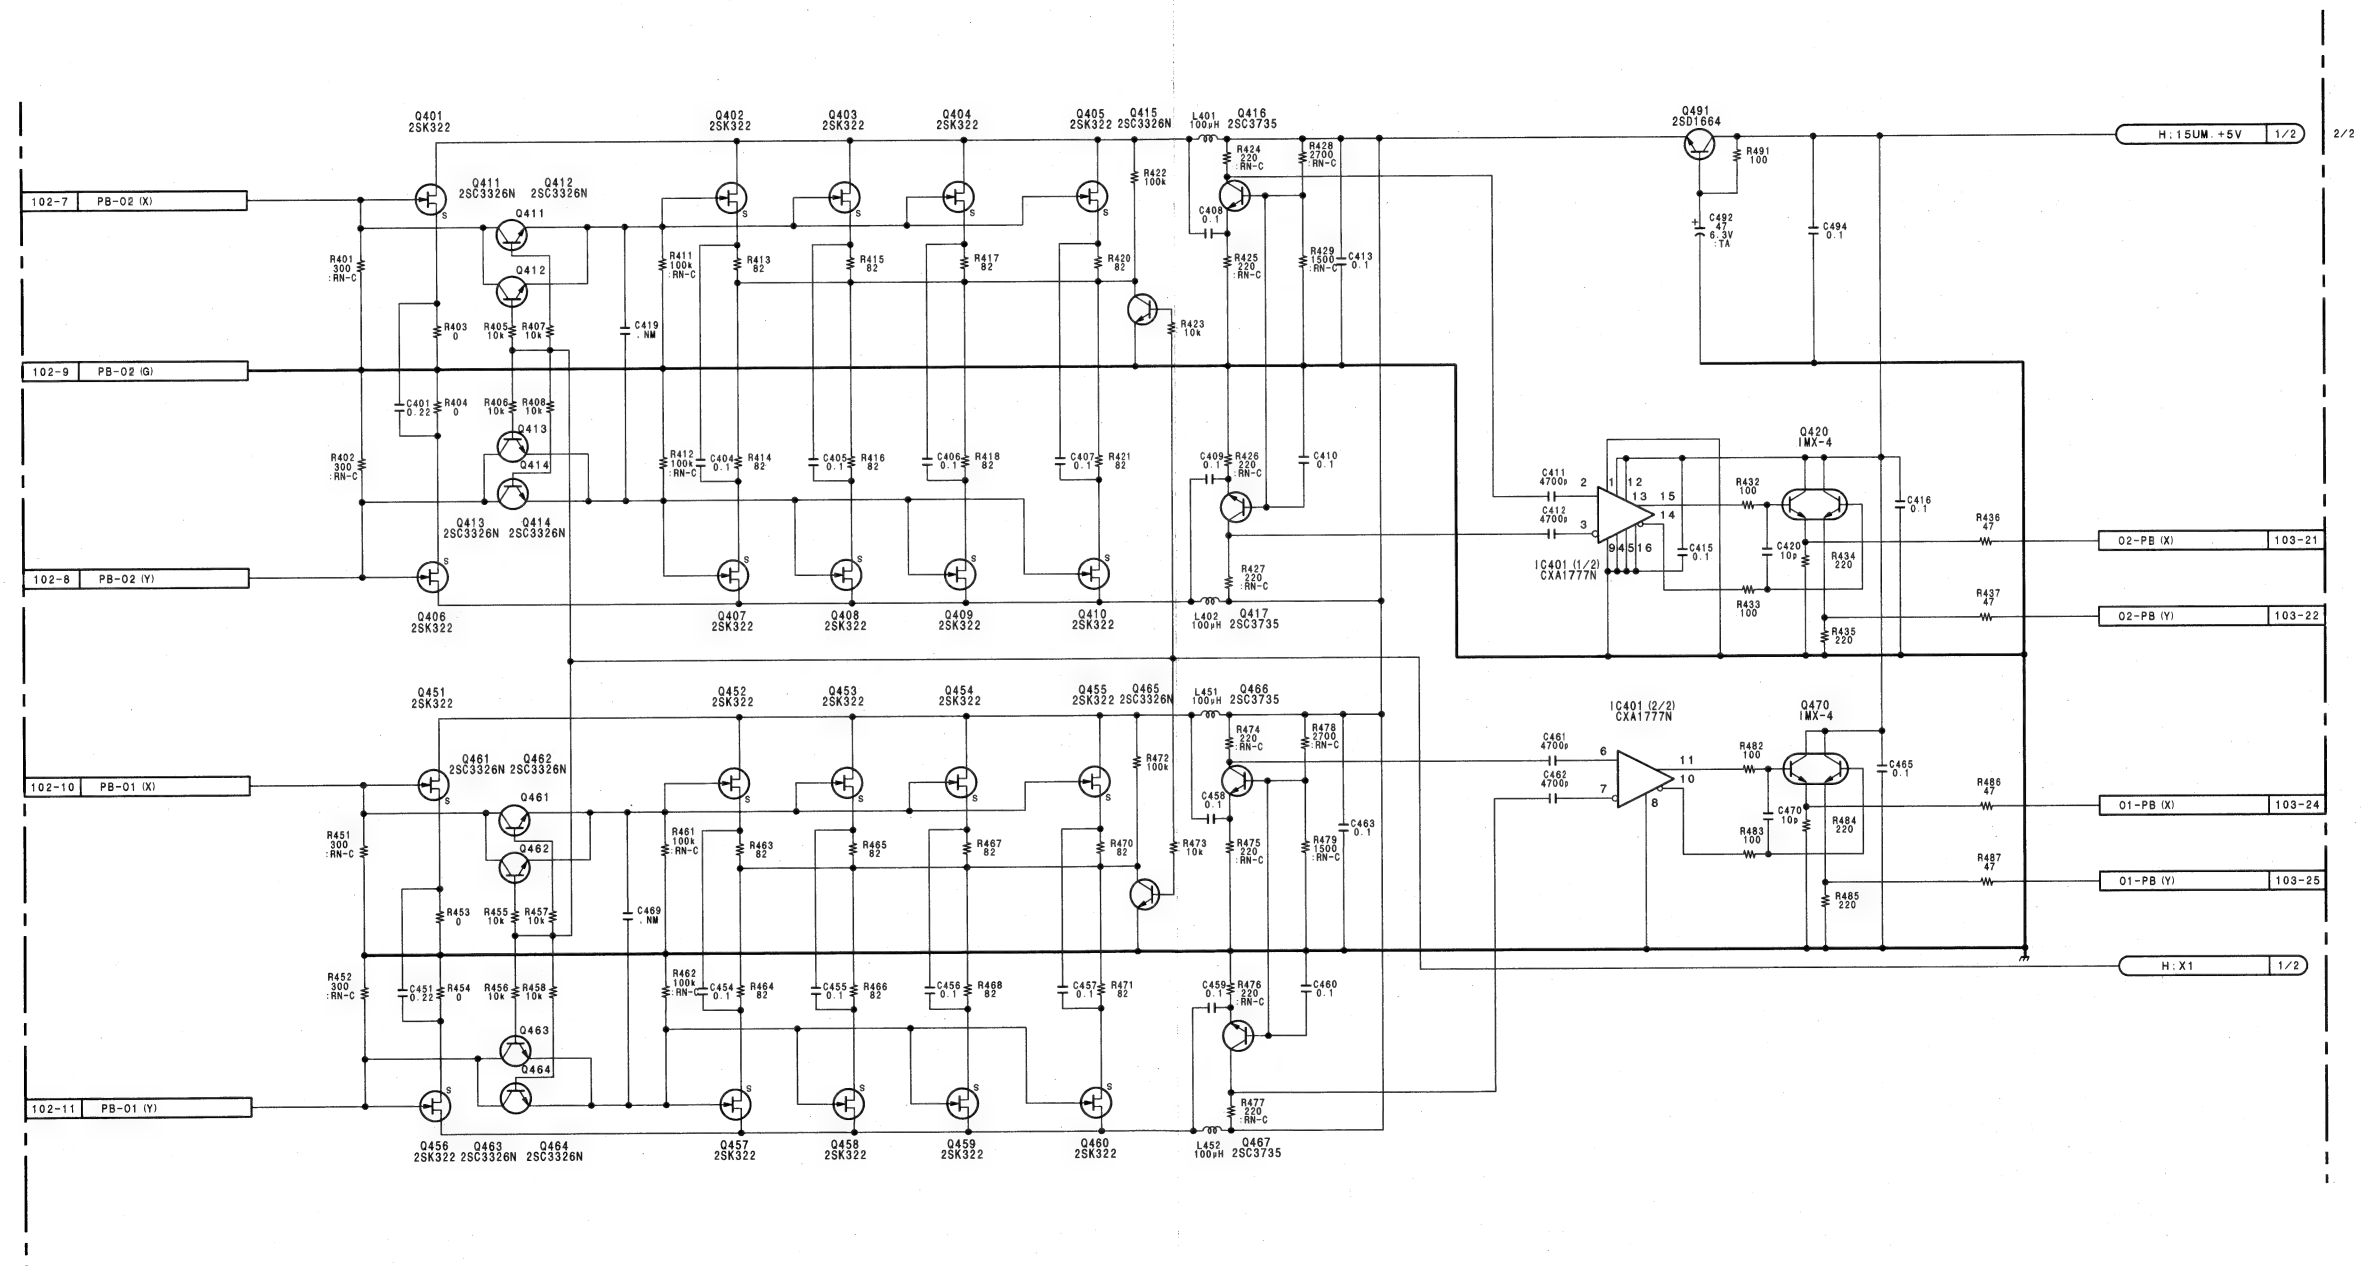 Q401
2SK322
Q402
2SK322
Q403
2SK322
Q404
2SK322
Q405
2SK322
Q415
2SC3326N
L401
100μH
Q416
2SC3735
Q491
2SD1664
H:15UM.+5V 1/2
2/2
R424
220
:RN-C
R428
2700
:RN-C
R491
100
102-7 PB-02 (X)
S
Q411
2SC3326N
Q412
2SC3326N
Q411
S
S
S
S
R422
100k
C408
0.1
C492
+
47
6.3V
:TA
C494
0.1
R401
300
:RN-C
Q412
R411
100k
:RN-C
R413
82
R415
82
R417
82
R420
82
R425
220
:RN-C
R429
1500
:RN-C
C413
0.1
R403
0
R405
10k
R407
10k
C419
.NM
R423
10k
102-9 PB-02 (G)
C401
0.22
R404
0
R406
10k
R408
10k
Q413
Q414
R402
300
:RN-C
R412
100k
:RN-C
C404
0.1
R414
82
C405
0.1
R416
82
C406
0.1
R418
82
C407
0.1
R421
82
C409
0.1
R426
220
:RN-C
C410
0.1
Q420
IMX-4
C411
4700p
2
1
12
13
15
14
C412
4700p
3
9 4 5 16
R432
100
C416
0.1
C415
0.1
C420
10p
R434
220
R433
100
IC401 (1/2)
CXA1777N
R436
47
02-PB (X) 103-21
Q413
2SC3326N
Q414
2SC3326N
102-8 PB-02 (Y)
S
S
S
S
S
R427
220
:RN-C
R437
47
02-PB (Y) 103-22
R435
220
Q406
2SK322
Q407
2SK322
Q408
2SK322
Q409
2SK322
Q410
2SK322
L402
100μH
Q417
2SC3735
Q451
2SK322
Q452
2SK322
Q453
2SK322
Q454
2SK322
Q455
2SK322
Q465
2SC3326N
L451
100μH
Q466
2SC3735
IC401 (2/2)
CXA1777N
Q470
IMX-4
R474
220
:RN-C
R478
2700
:RN-C
Q461
2SC3326N
Q462
2SC3326N
102-10 PB-01 (X)
S
Q461
S
S
S
S
R472
100k
C458
0.1
C461
4700p
6
C462
4700p
7
11
10
8
R482
100
C465
0.1
R486
47
01-PB (X) 103-24
C470
10p
R484
220
R483
100
R451
300
:RN-C
Q462
R461
100k
:RN-C
R463
82
R465
82
R467
82
R470
82
R473
10k
R475
220
:RN-C
R479
1500
:RN-C
C463
0.1
R487
47
01-PB (Y) 103-25
R485
220
R453
0
R455
10k
R457
10k
C469
.NM
R452
300
:RN-C
C451
0.22
R454
0
R456
10k
R458
10k
R462
100k
:RN-C
C454
0.1
R464
82
C455
0.1
R466
82
C456
0.1
R468
82
C457
0.1
R471
82
C459
0.1
R476
220
:RN-C
C460
0.1
H:X1 1/2
Q463
Q464
102-11 PB-01 (Y)
S
S
S
S
S
R477
220
:RN-C
Q456
2SK322
Q463
2SC3326N
Q464
2SC3326N
Q457
2SK322
Q458
2SK322
Q459
2SK322
Q460
2SK322
L452
100μH
Q467
2SC3735